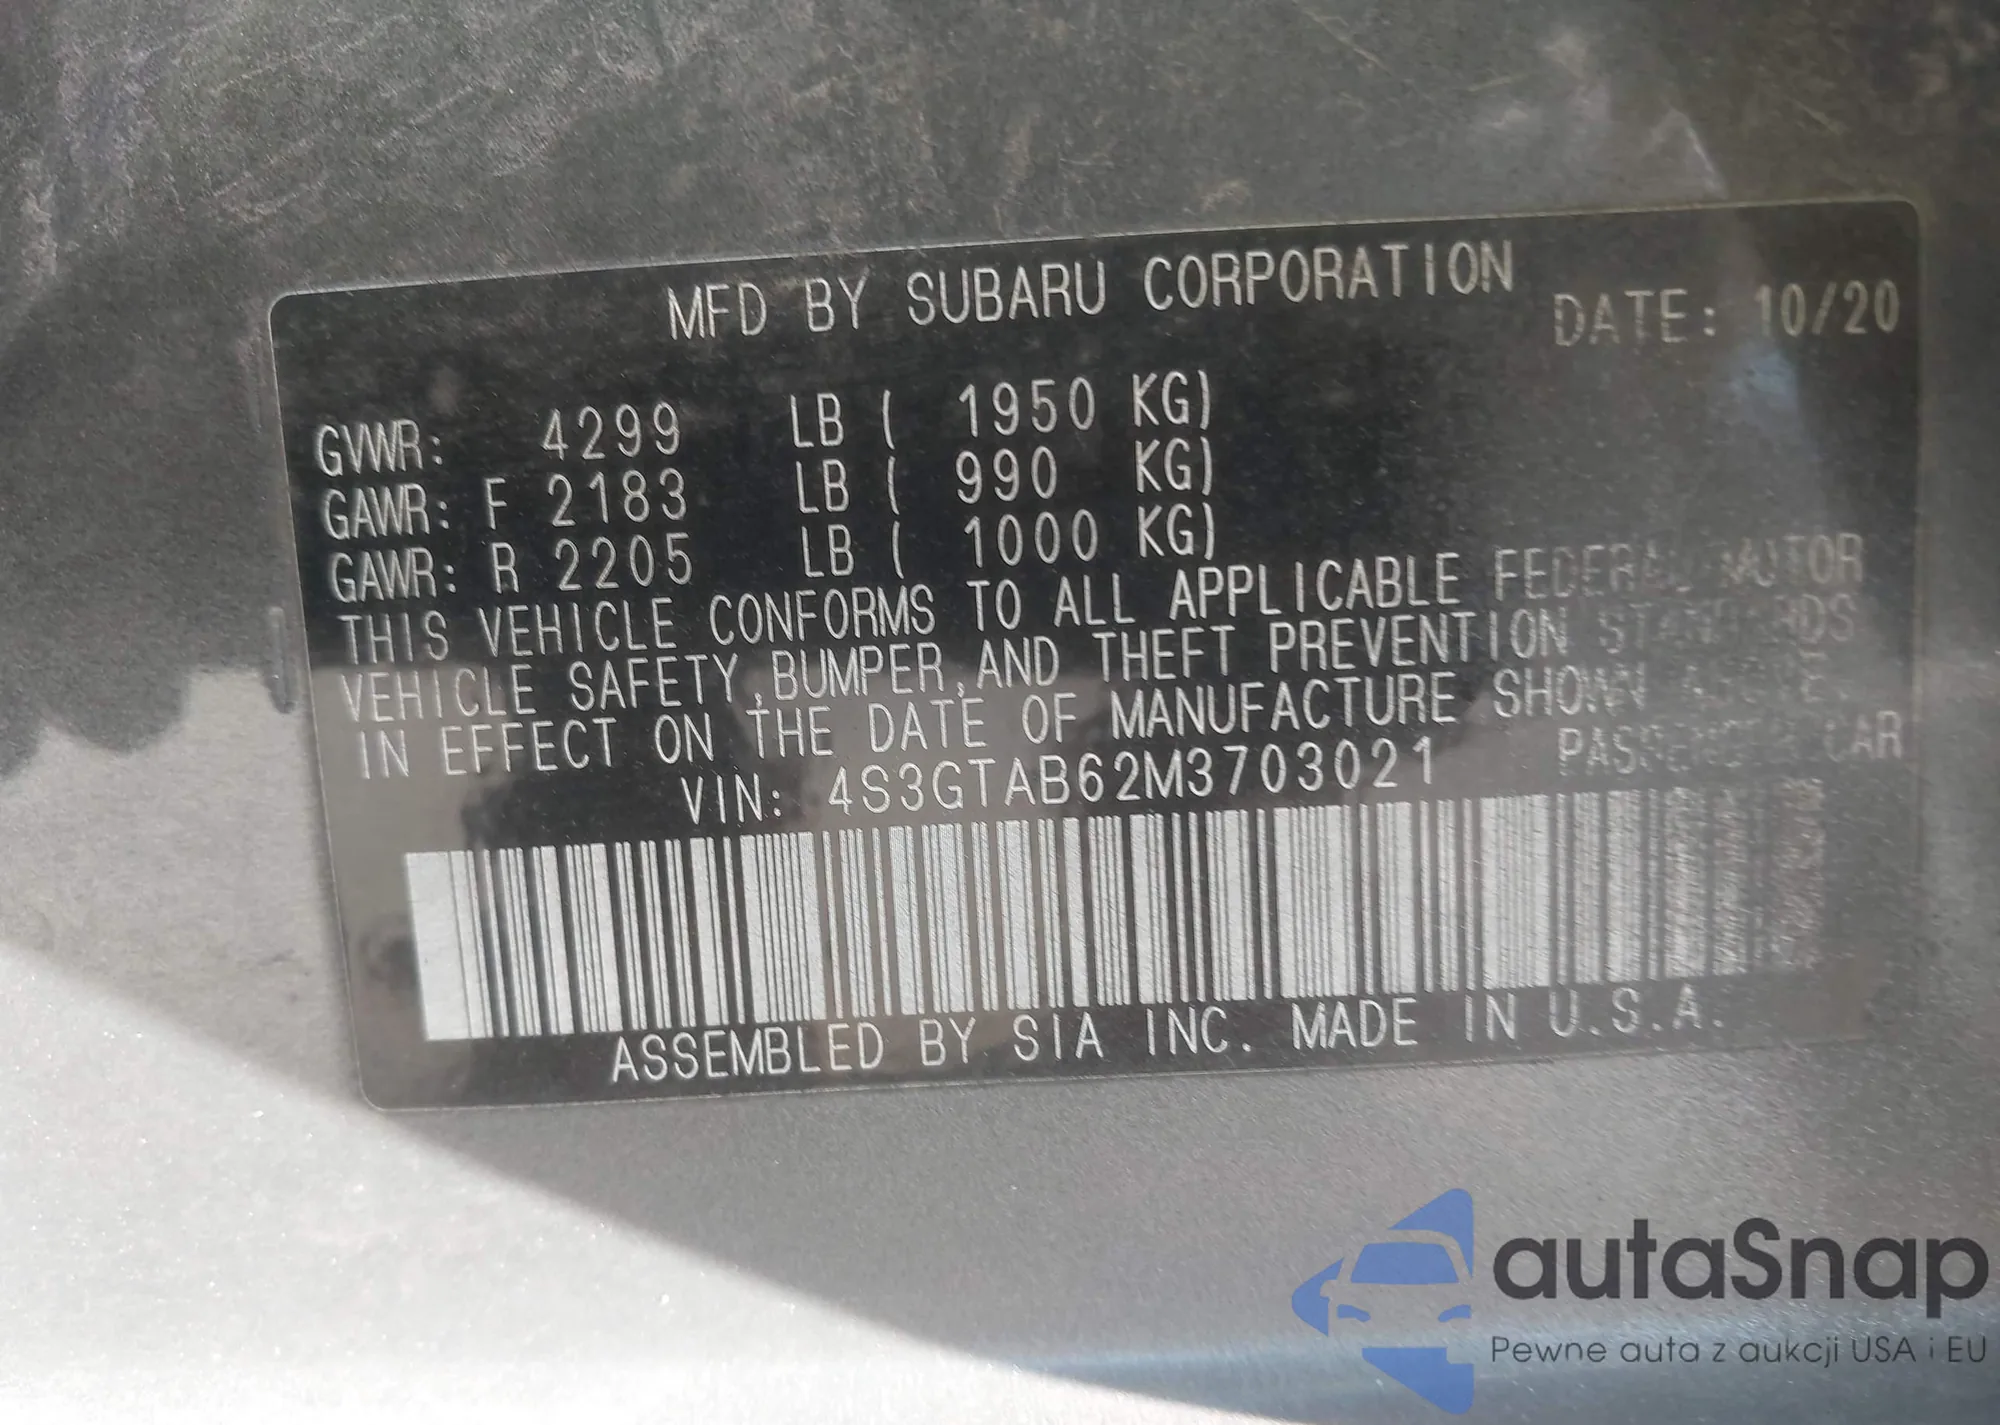 MFD BY SUBARU CORPORATION
DATE: 10/20
GVWR: 4299 LB ( 1950 KG)
GAWR: F 2183 LB ( 990 KG)
GAWR: R 2205 LB ( 1000 KG)
THIS VEHICLE CONFORMS TO ALL APPLICABLE FEDERAL MOTOR
VEHICLE SAFETY,BUMPER,AND THEFT PREVENTION STANDARDS
IN EFFECT ON THE DATE OF MANUFACTURE SHOWN ABOVE.
VIN: 4S3GTAB62M3703021
PASSENGER CAR
ASSEMBLED BY SIA INC. MADE IN U.S.A.
autaSnap
Pewne auta z aukcji USA i EU